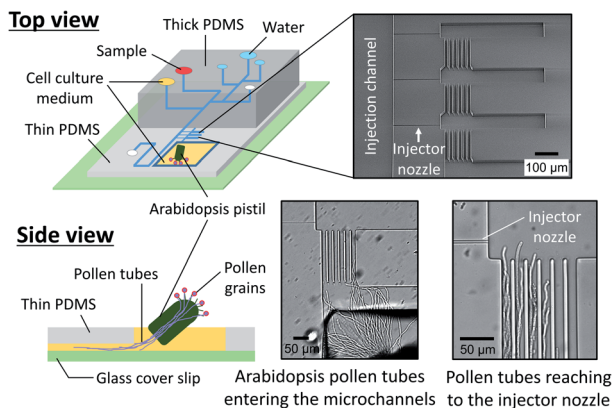 Top view
Thick PDMS
Water
Sample
Cell culture
medium
Thin PDMS
Arabidopsis pistil
Injection channel
Injector
nozzle
100 µm
Side view
Pollen tubes
Pollen
grains
Thin PDMS
Glass cover slip
50 µm
Arabidopsis pollen tubes
entering the microchannels
Injector
nozzle
50 µm
Pollen tubes reaching
to the injector nozzle